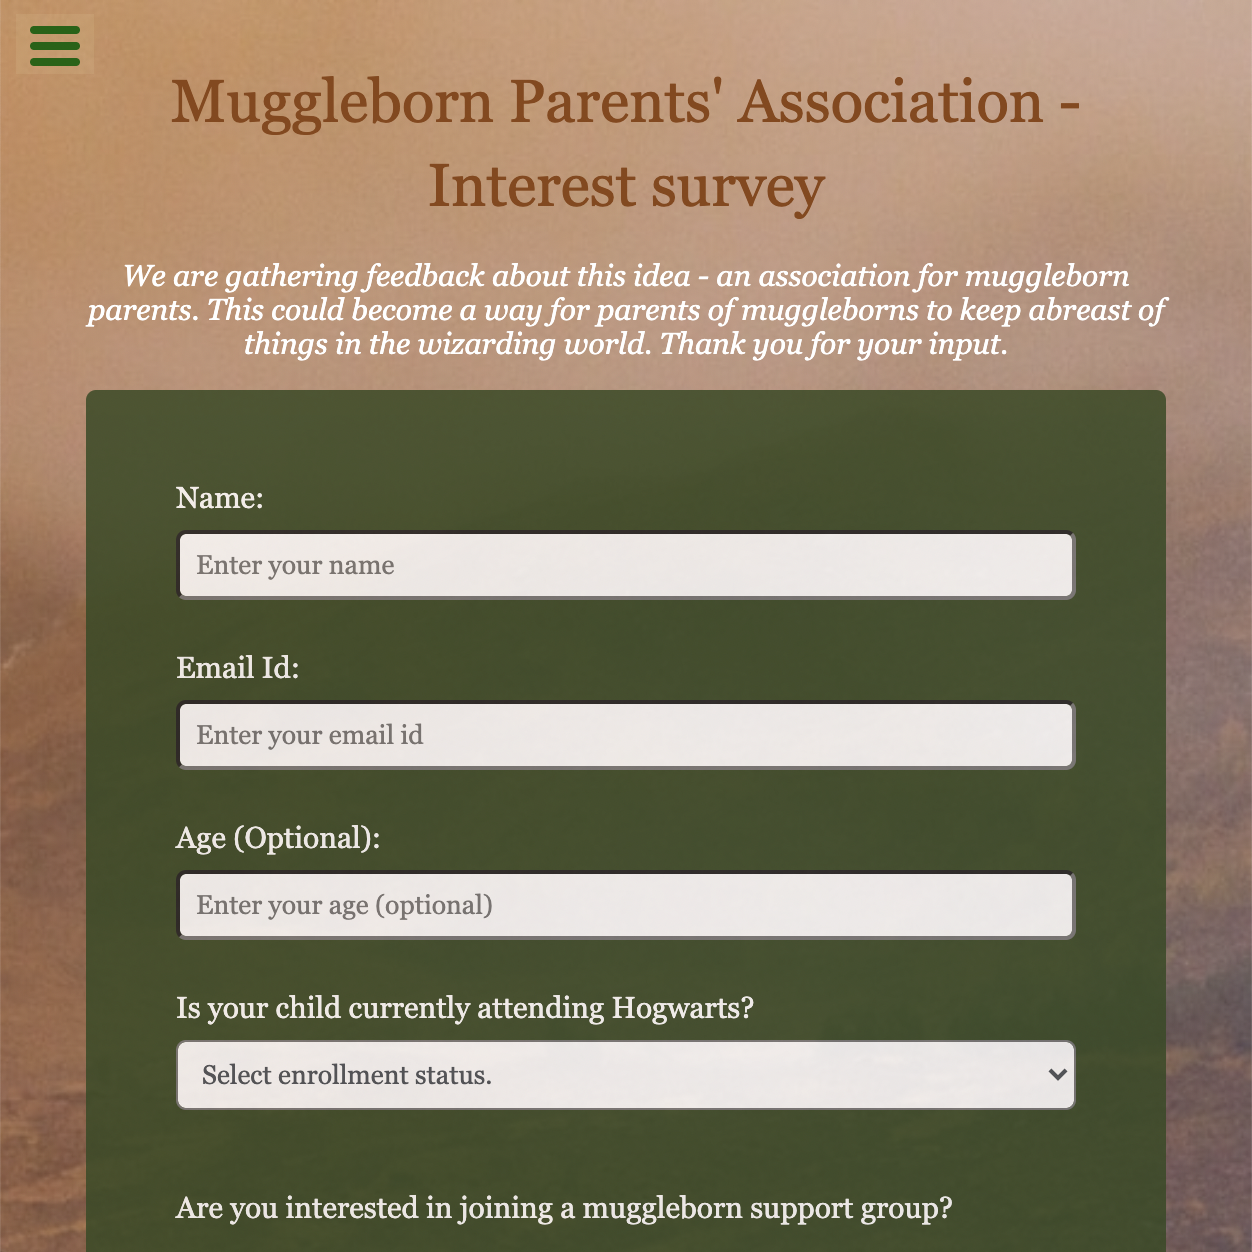 Muggleborn Parents' Association -
Interest survey
We are gathering feedback about this idea - an association for muggleborn
parents. This could become a way for parents of muggleborns to keep abreast of
things in the wizarding world. Thank you for your input.
Name:
Enter your name
Email Id:
Enter your email id
Age (Optional):
Enter your age (optional)
Is your child currently attending Hogwarts?
Select enrollment status.
Are you interested in joining a muggleborn support group?